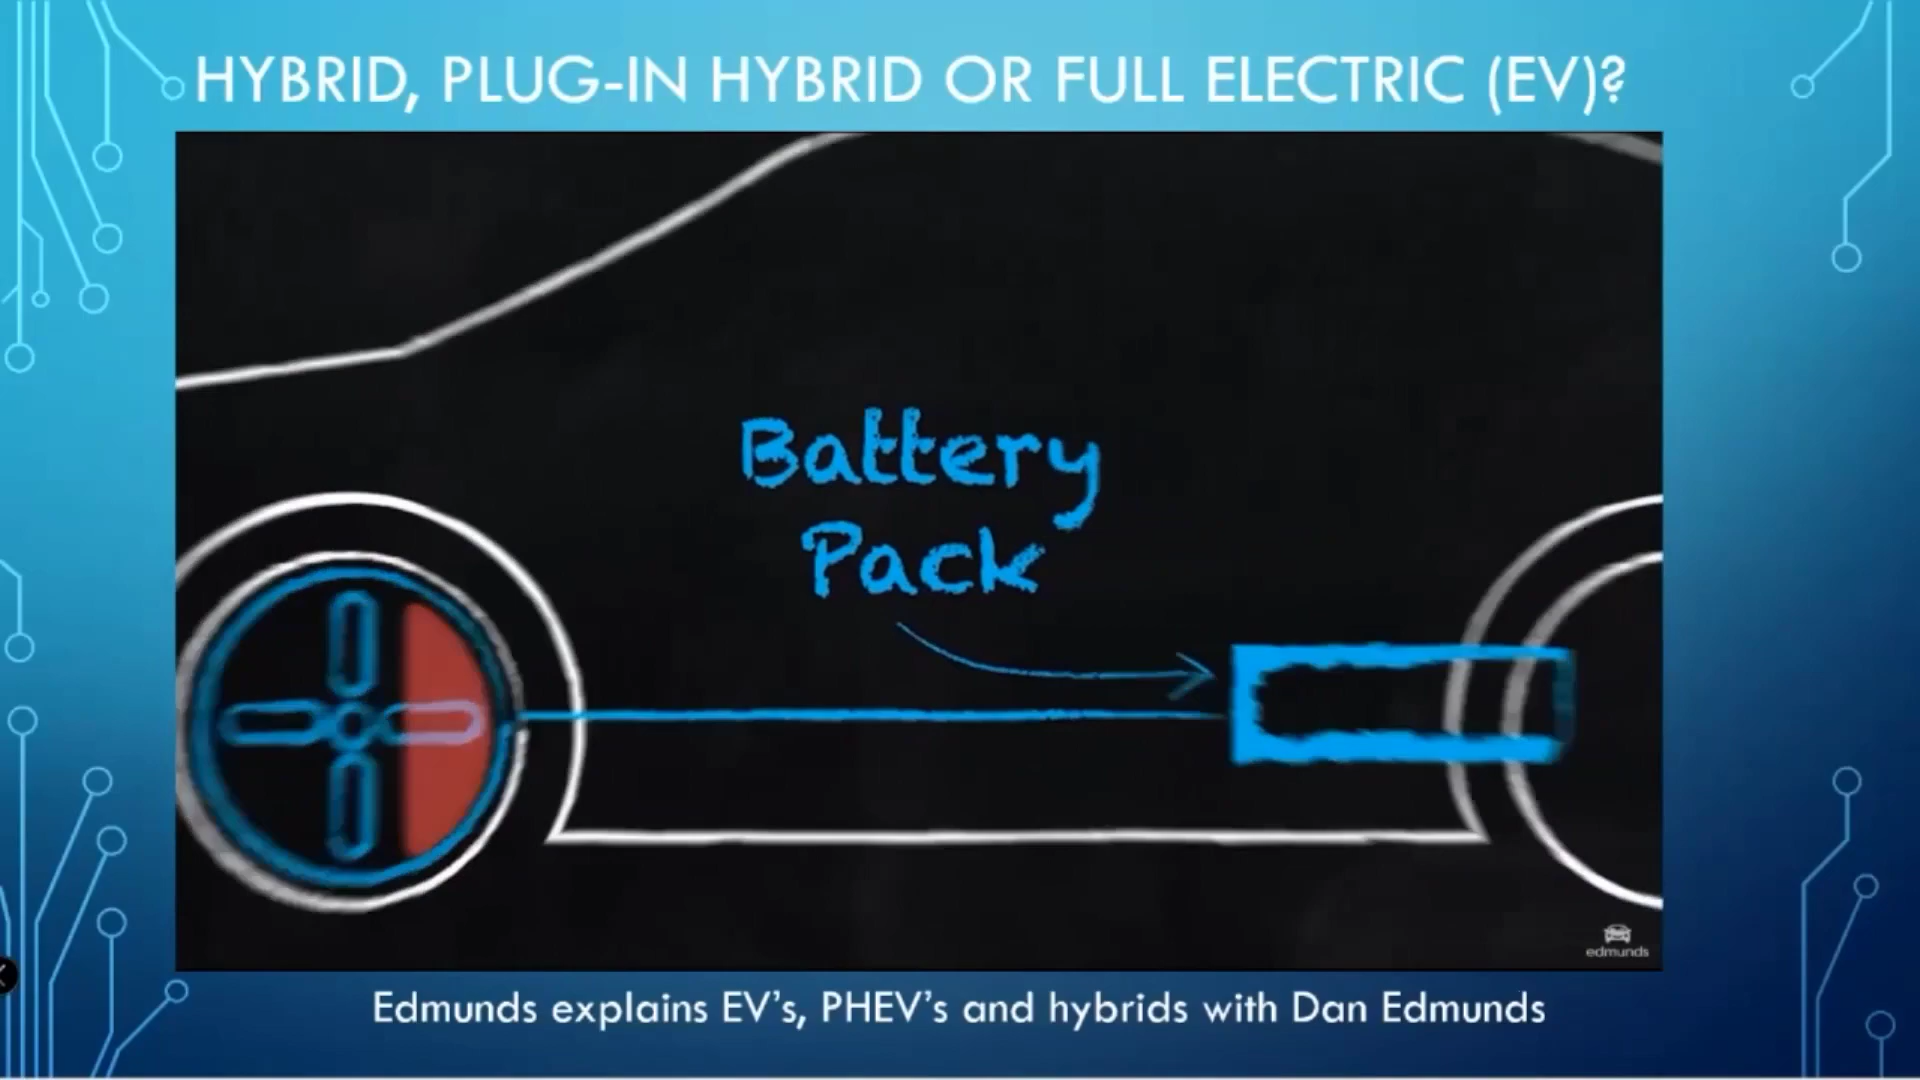 HYBRID, PLUG-IN HYBRID OR FULL ELECTRIC (EV)?
Battery
Pack
edmunds
Edmunds explains EV's, PHEV's and hybrids with Dan Edmunds